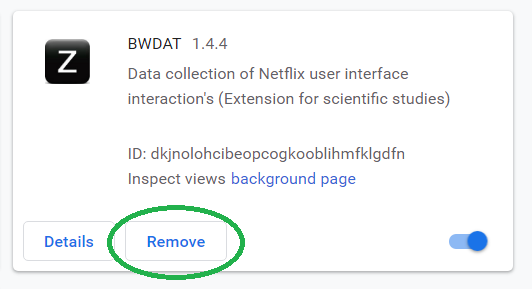 Z
BWDAT 1.4.4
Data collection of Netflix user interface
interaction's (Extension for scientific studies)
ID: dkjnolohcibeopcogkooblihmfklgdfn
Inspect views background page
Details
Remove